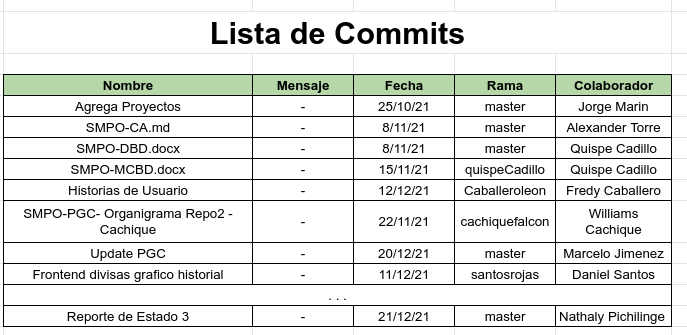 Lista de Commits
Nombre Mensaje Fecha Rama Colaborador
Agrega Proyectos - 25/10/21 master Jorge Marin
SMPO-CA.md - 8/11/21 master Alexander Torre
SMPO-DBD.docx - 8/11/21 master Quispe Cadillo
SMPO-MCBD.docx - 15/11/21 quispeCadillo Quispe Cadillo
Historias de Usuario - 12/12/21 Caballeroleon Fredy Caballero
SMPO-PGC- Organigrama Repo2 -
Cachique - 22/11/21 cachiquefalcon Williams
Cachique
Update PGC - 20/12/21 master Marcelo Jimenez
Frontend divisas grafico historial - 11/12/21 santosrojas Daniel Santos
. . .
Reporte de Estado 3 - 21/12/21 master Nathaly Pichilinge